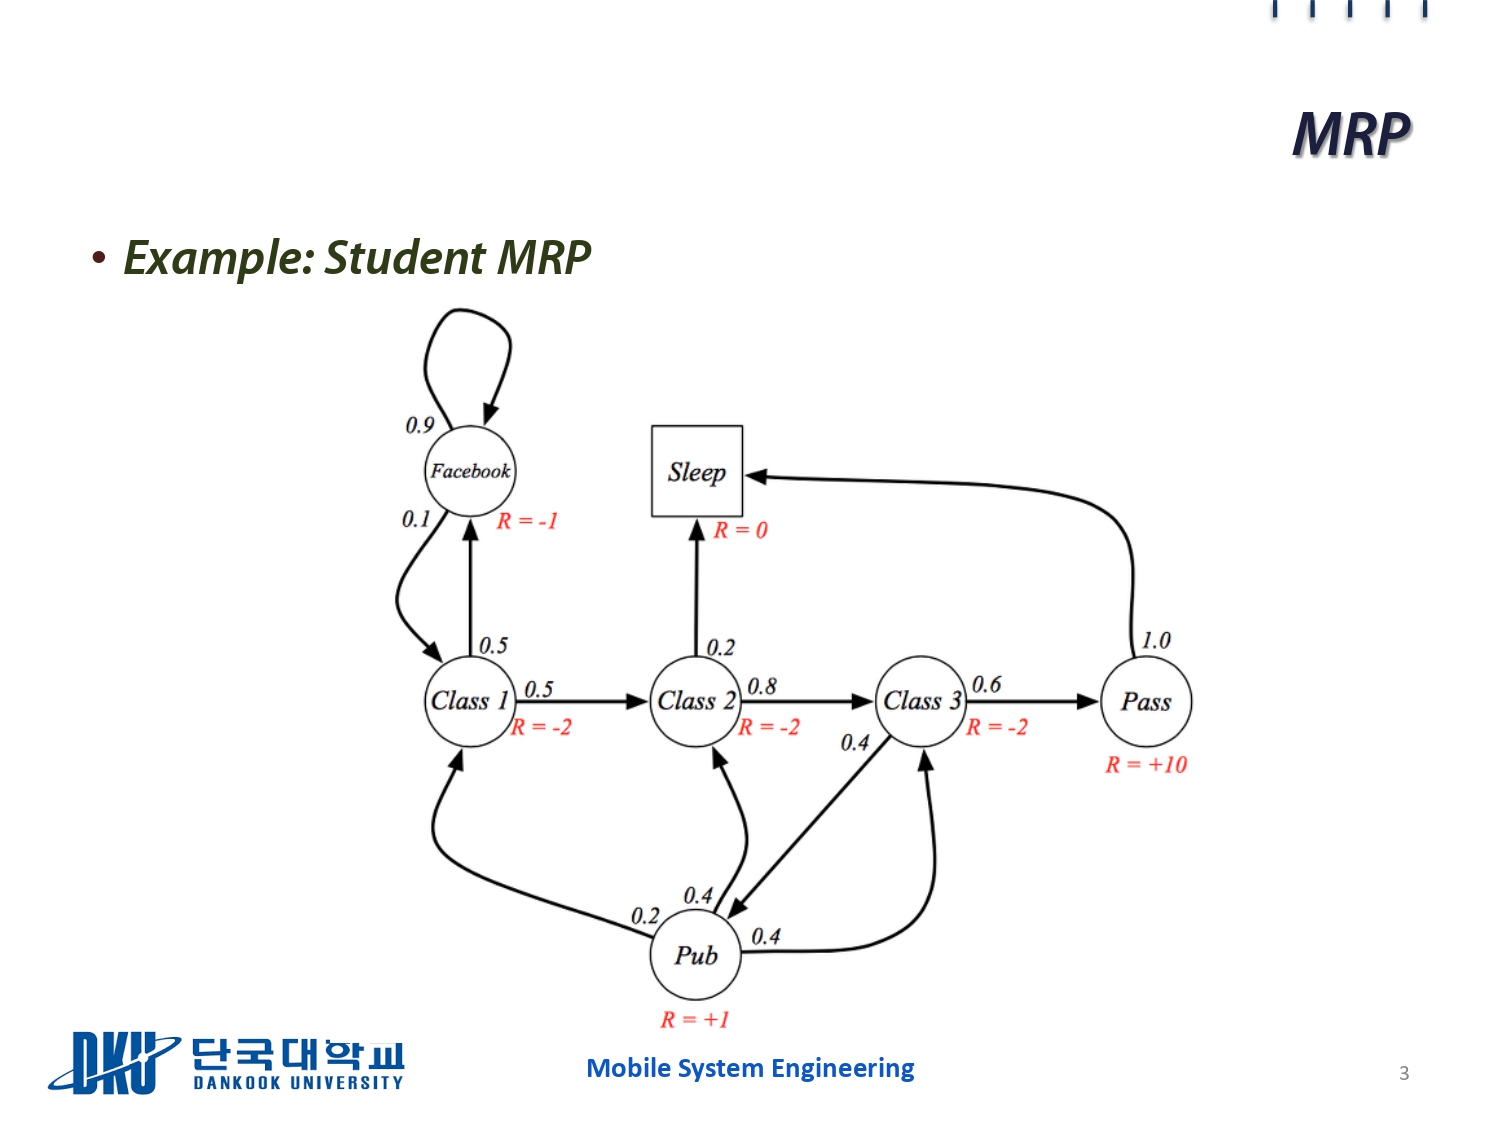 MRP
• Example: Student MRP
0.9
Facebook
0.1
R = -1
Sleep
R = 0
0.5
0.2
1.0
Class 1
0.5
R = -2
Class 2
0.8
R = -2
Class 3
0.6
R = -2
Pass
R = +10
0.4
0.2
0.4
0.4
Pub
R = +1
DKU 단국대학교
DANKOOK UNIVERSITY
Mobile System Engineering
3